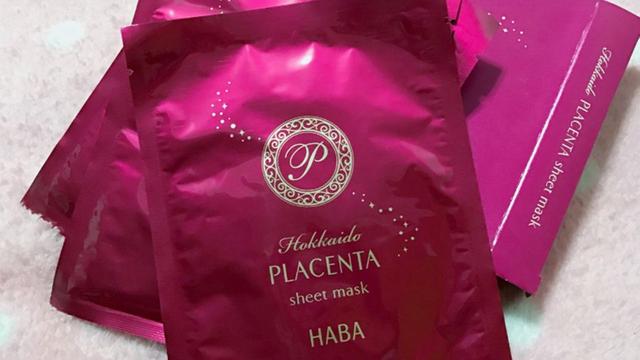 P
Hokkaido
PLACENTA
sheet mask
HABA
Hokkaido PLACENTA sheet mask